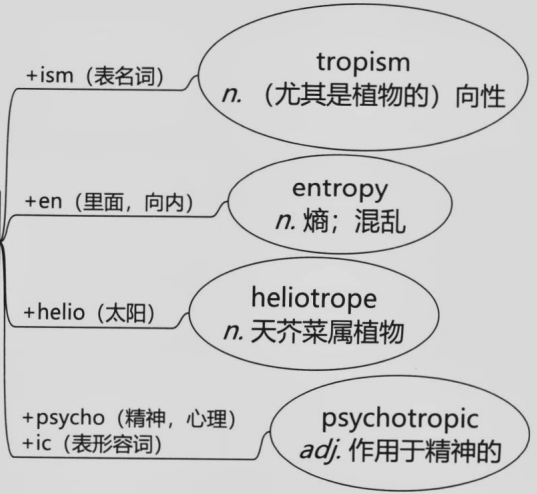 +ism（表名词）
tropism
n.（尤其是植物的）向性
+en（里面，向内）
entropy
n. 熵；混乱
+helio（太阳）
heliotrope
n. 天芥菜属植物
+psycho（精神，心理）
+ic（表形容词）
psychotropic
adj. 作用于精神的